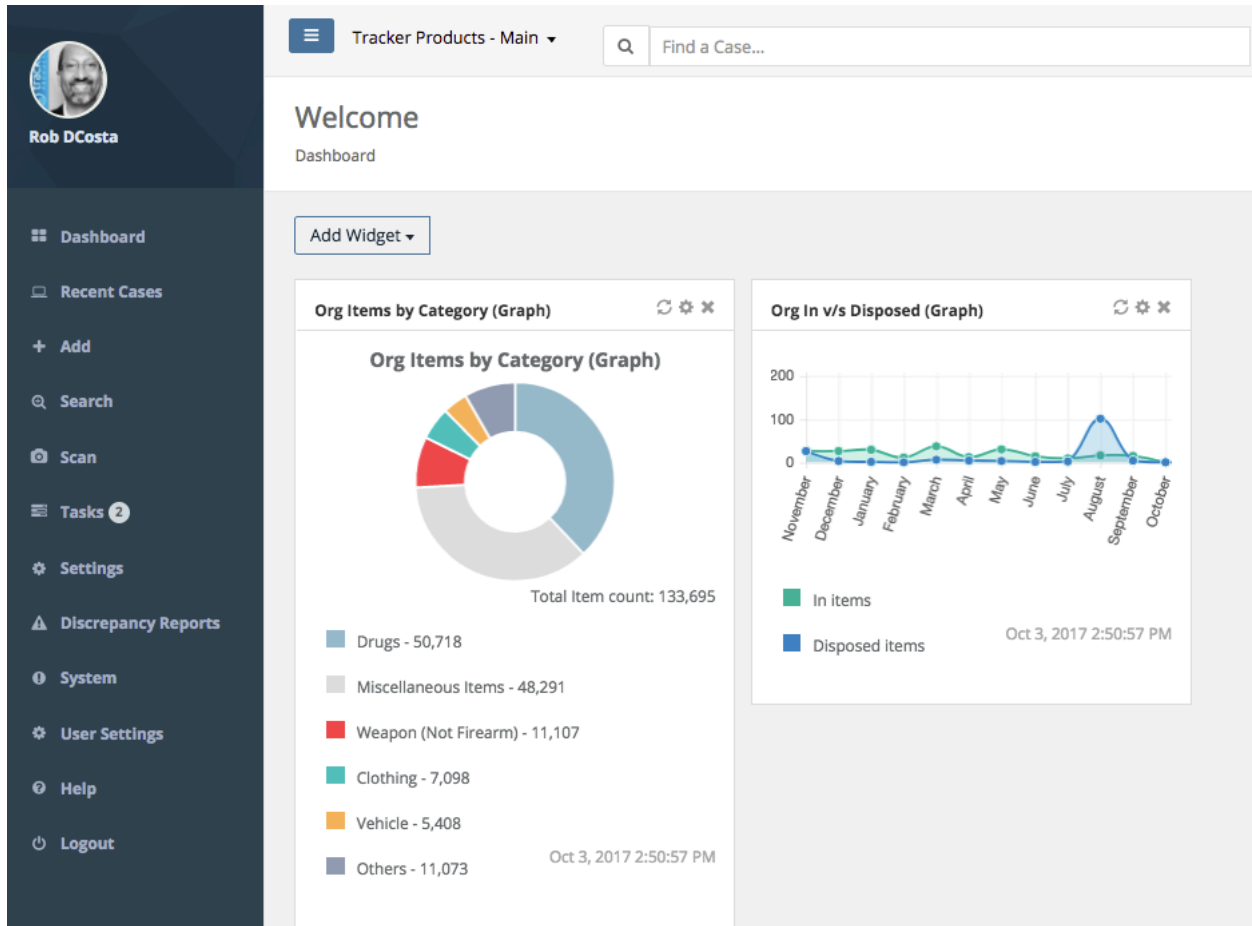 Rob DCosta
Dashboard
Recent Cases
Add
Search
Scan
Tasks 2
Settings
Discrepancy Reports
System
User Settings
Help
Logout
Tracker Products - Main
Find a Case...
Welcome
Dashboard
Add Widget
Org Items by Category (Graph)
Org Items by Category (Graph)
Total Item count: 133,695
Drugs - 50,718
Miscellaneous Items - 48,291
Weapon (Not Firearm) - 11,107
Clothing - 7,098
Vehicle - 5,408
Others - 11,073
Oct 3, 2017 2:50:57 PM
Org In v/s Disposed (Graph)
200
100
0
November
December
January
February
March
April
May
June
July
August
September
October
In items
Disposed items
Oct 3, 2017 2:50:57 PM